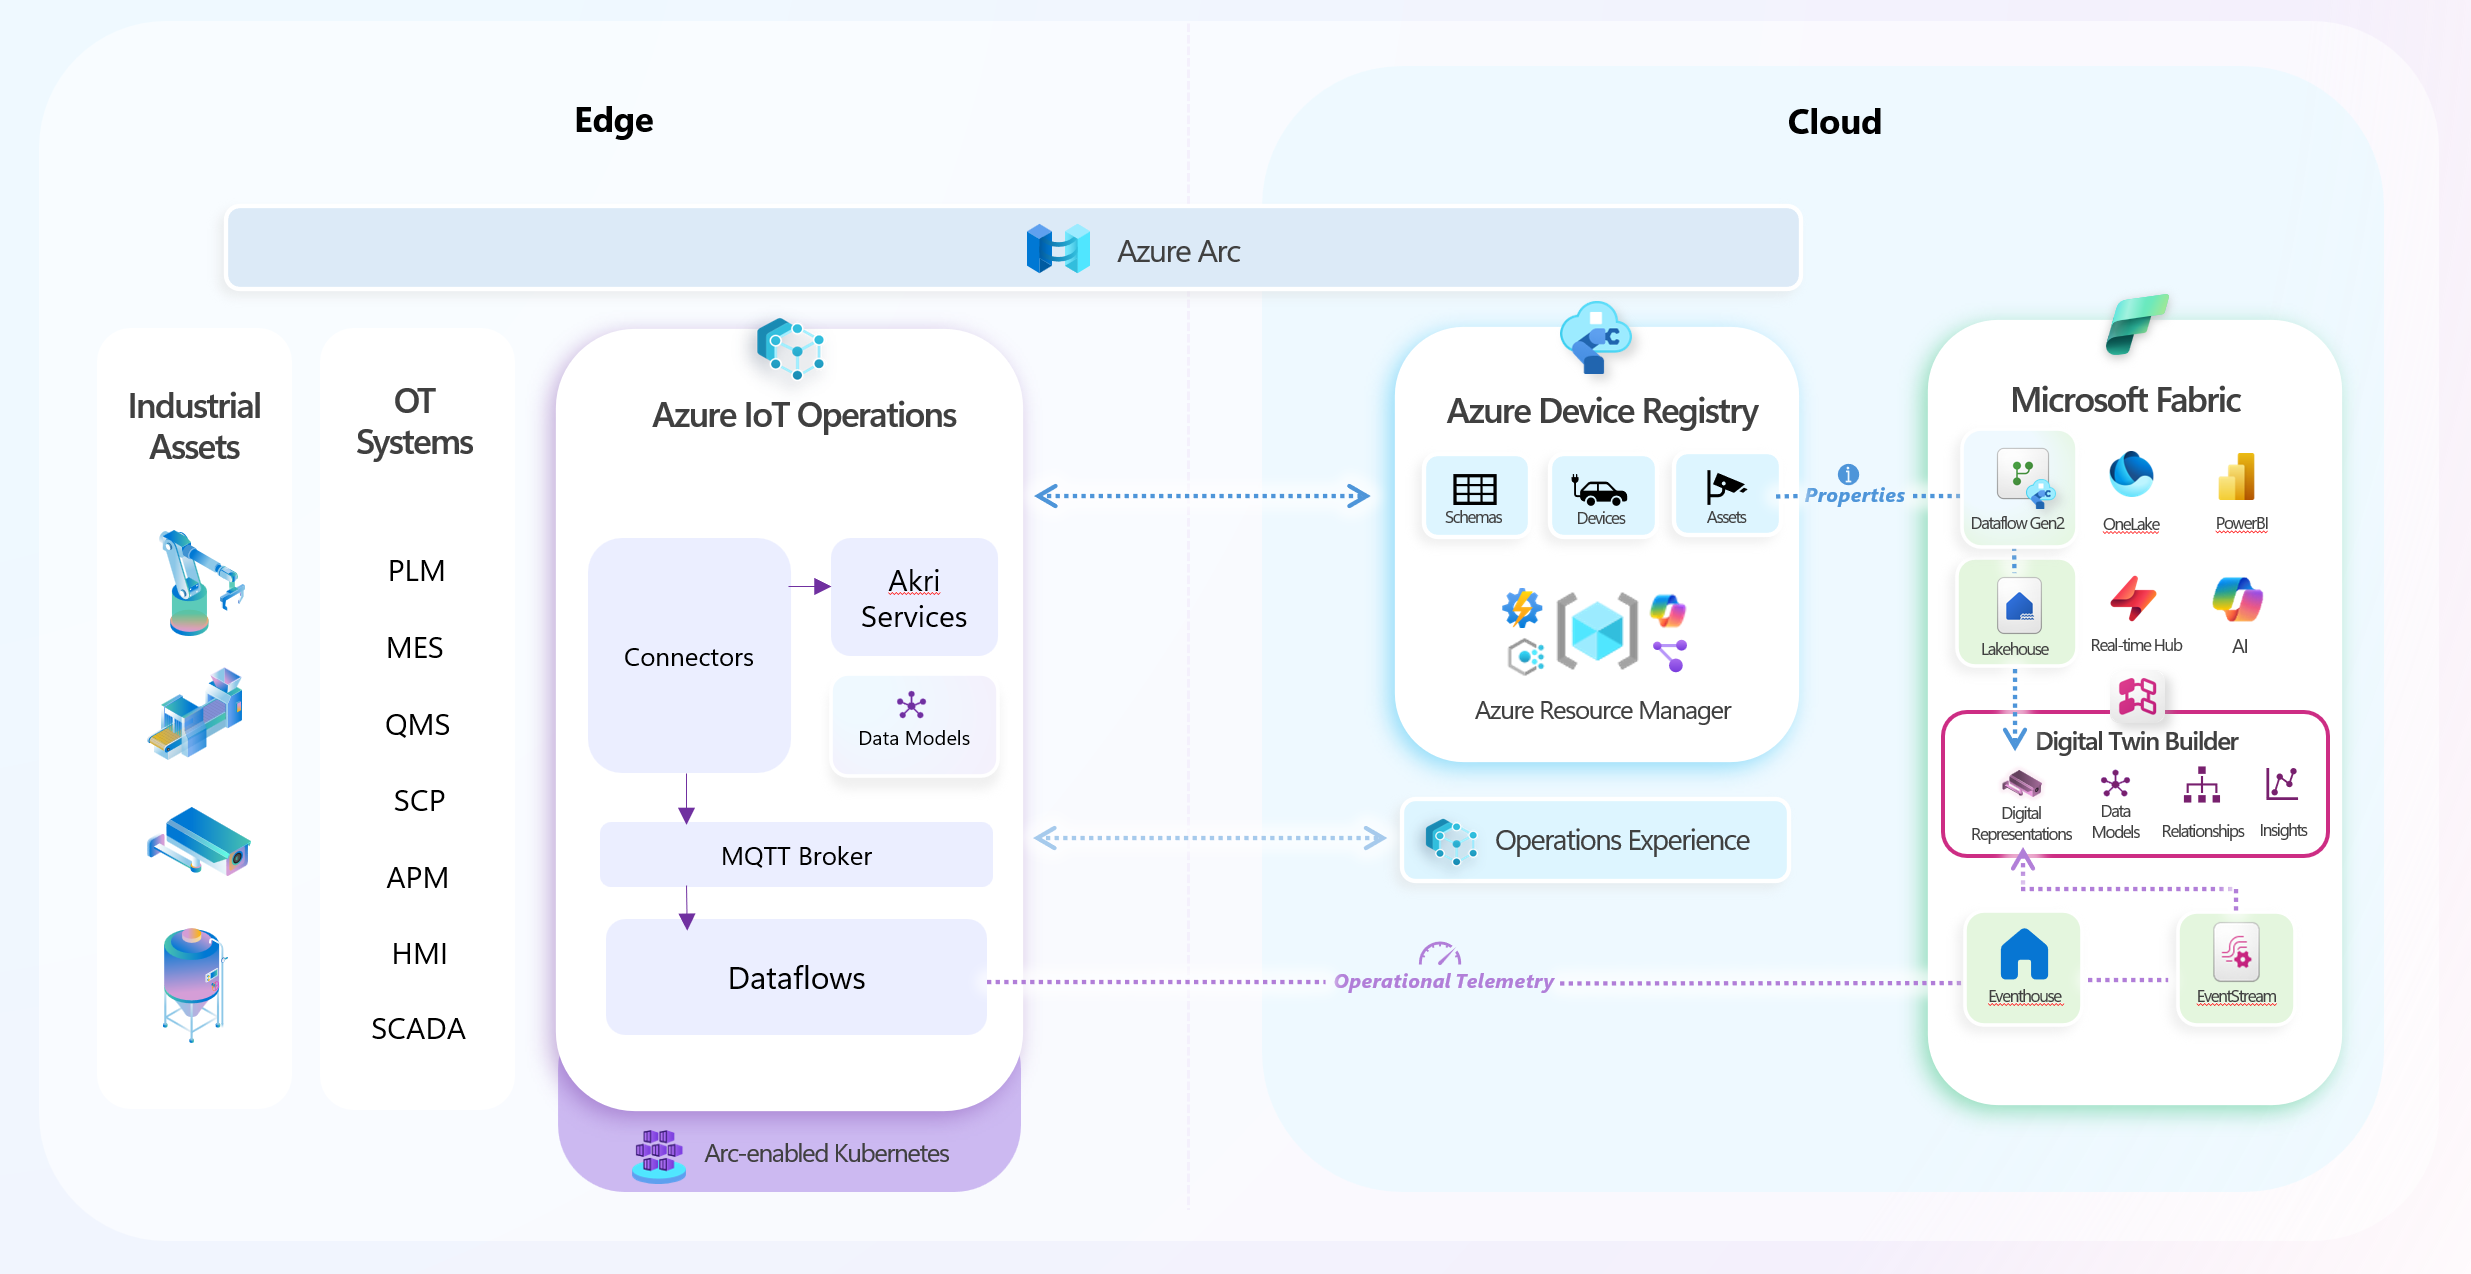 Edge
Cloud
Azure Arc
Industrial
Assets
OT
Systems
PLM
MES
QMS
SCP
APM
HMI
SCADA
Azure IoT Operations
Connectors
Akri
Services
Data Models
MQTT Broker
Dataflows
Arc-enabled Kubernetes
Azure Device Registry
Schemas
Devices
Assets
Azure Resource Manager
Operations Experience
Properties
Operational Telemetry
Microsoft Fabric
Dataflow Gen2
OneLake
PowerBI
Lakehouse
Real-time Hub
AI
Digital Twin Builder
Digital
Representations
Data
Models
Relationships
Insights
Eventhouse
EventStream